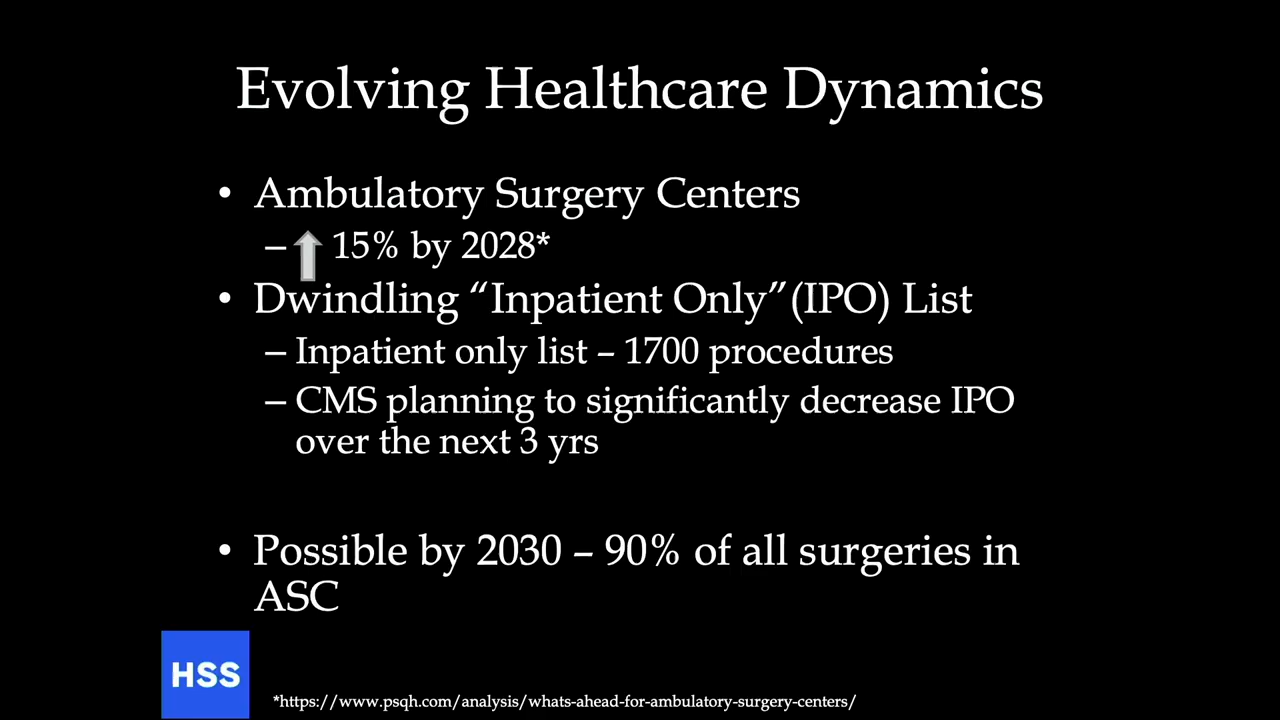 Evolving Healthcare Dynamics
• Ambulatory Surgery Centers
– 15% by 2028*
• Dwindling “Inpatient Only”(IPO) List
– Inpatient only list – 1700 procedures
– CMS planning to significantly decrease IPO
over the next 3 yrs
• Possible by 2030 – 90% of all surgeries in
ASC
HSS
*https://www.psqh.com/analysis/whats-ahead-for-ambulatory-surgery-centers/